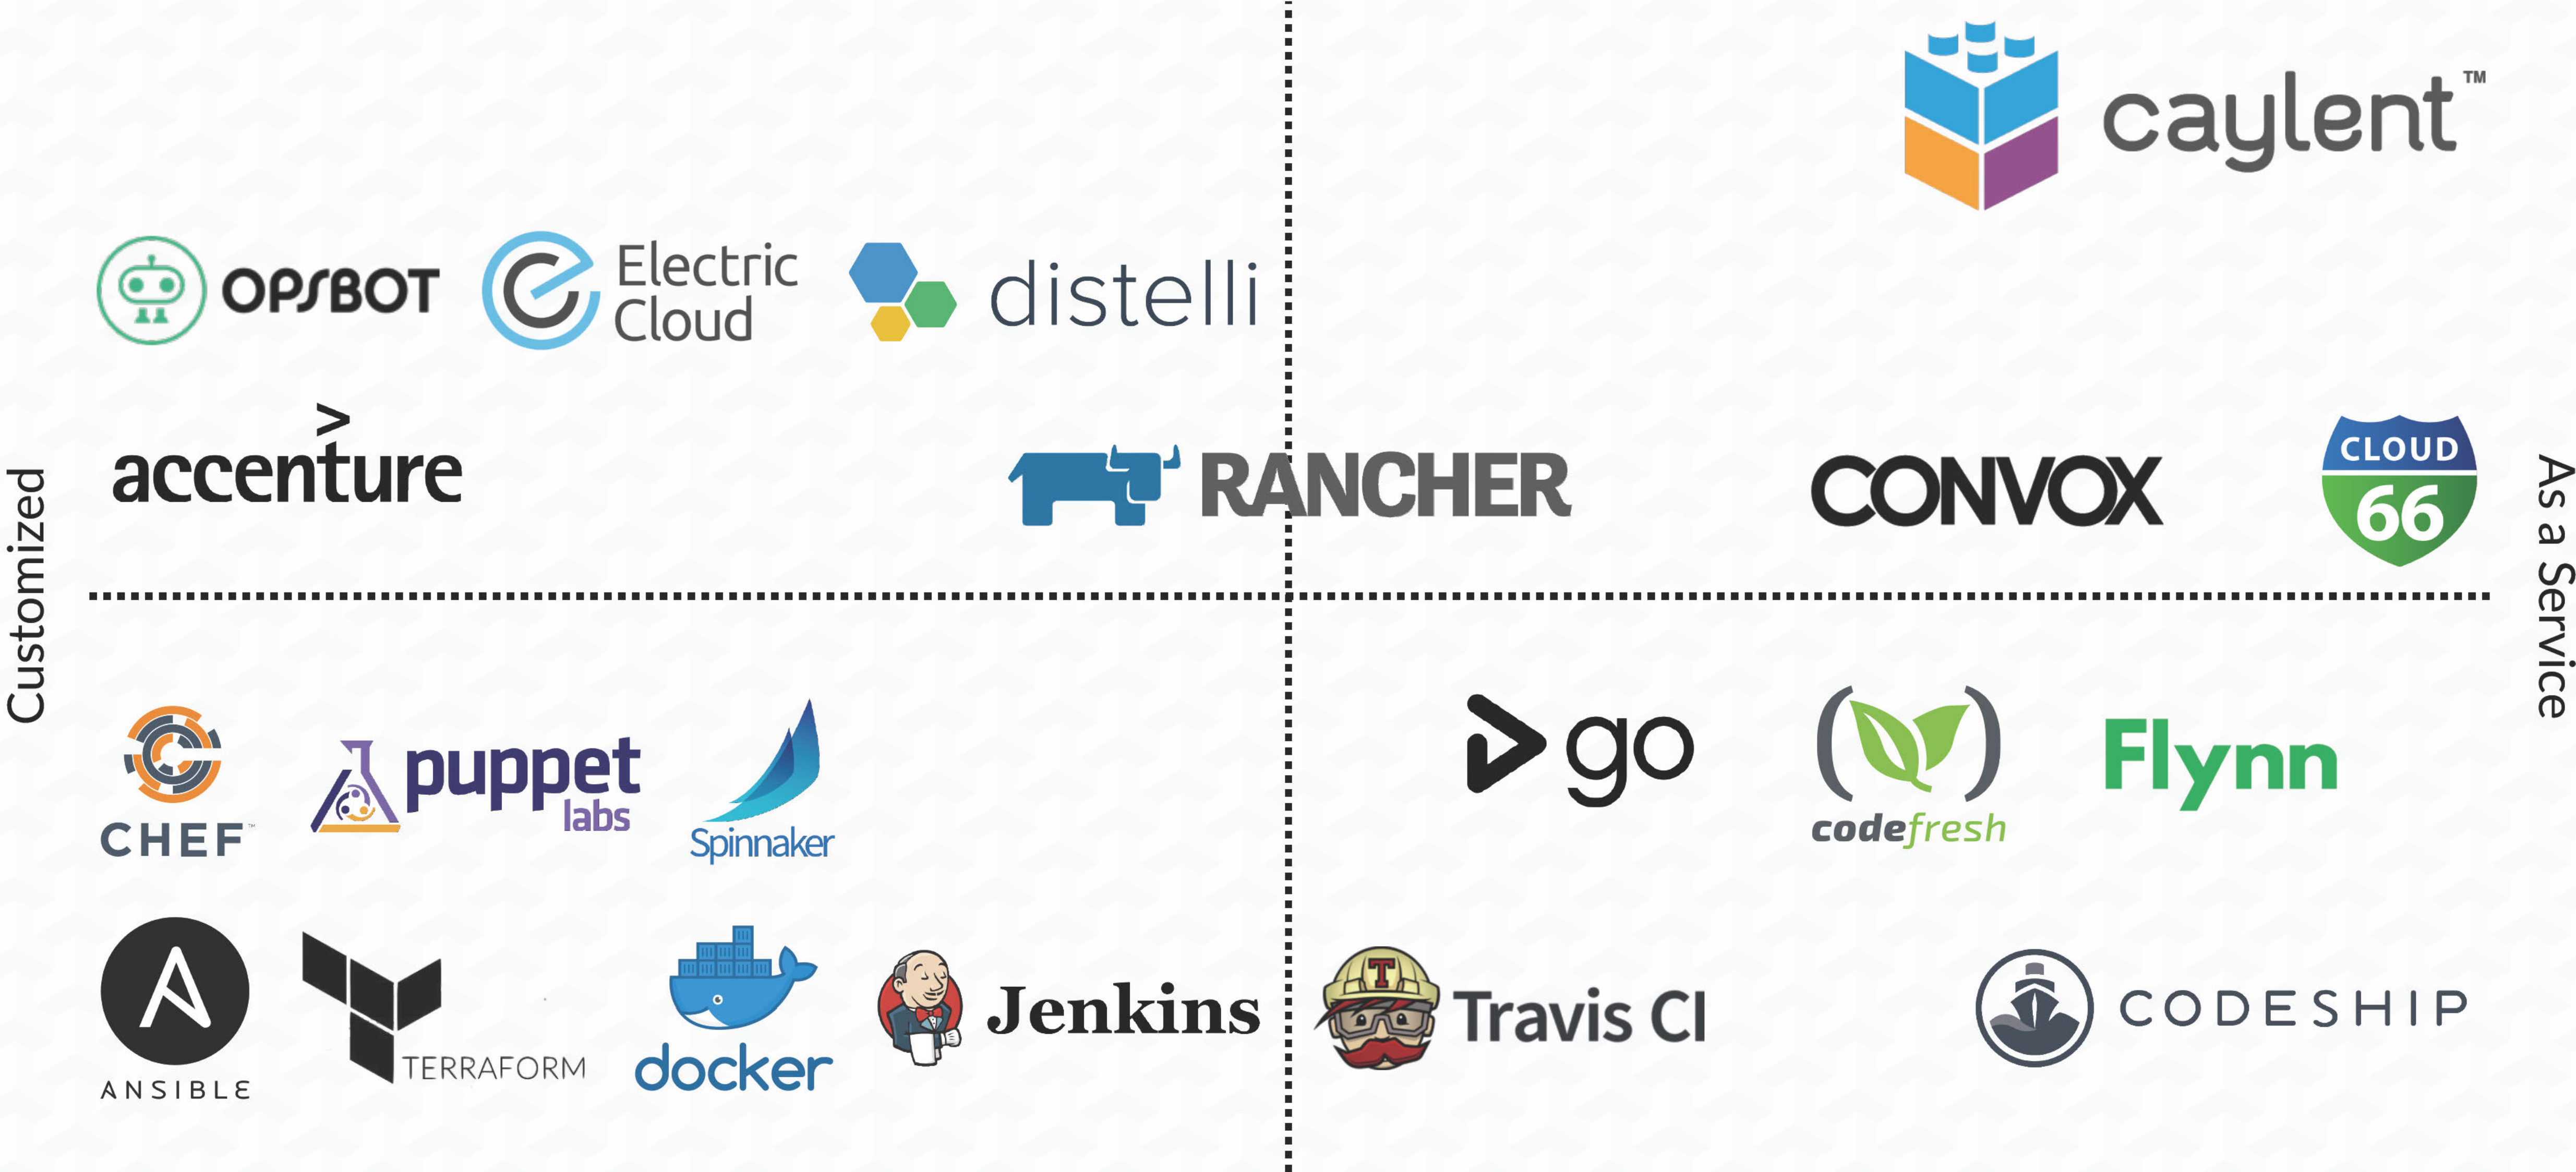 caylent™
OPSBOT
Electric
Cloud
distelli
>
accenture
RANCHER
CONVOX
CLOUD
66
Customized
As a Service
CHEF™
puppet
labs
Spinnaker
go
codefresh
Flynn
ANSIBLE
TERRAFORM
docker
Jenkins
T
Travis CI
CODESHIP